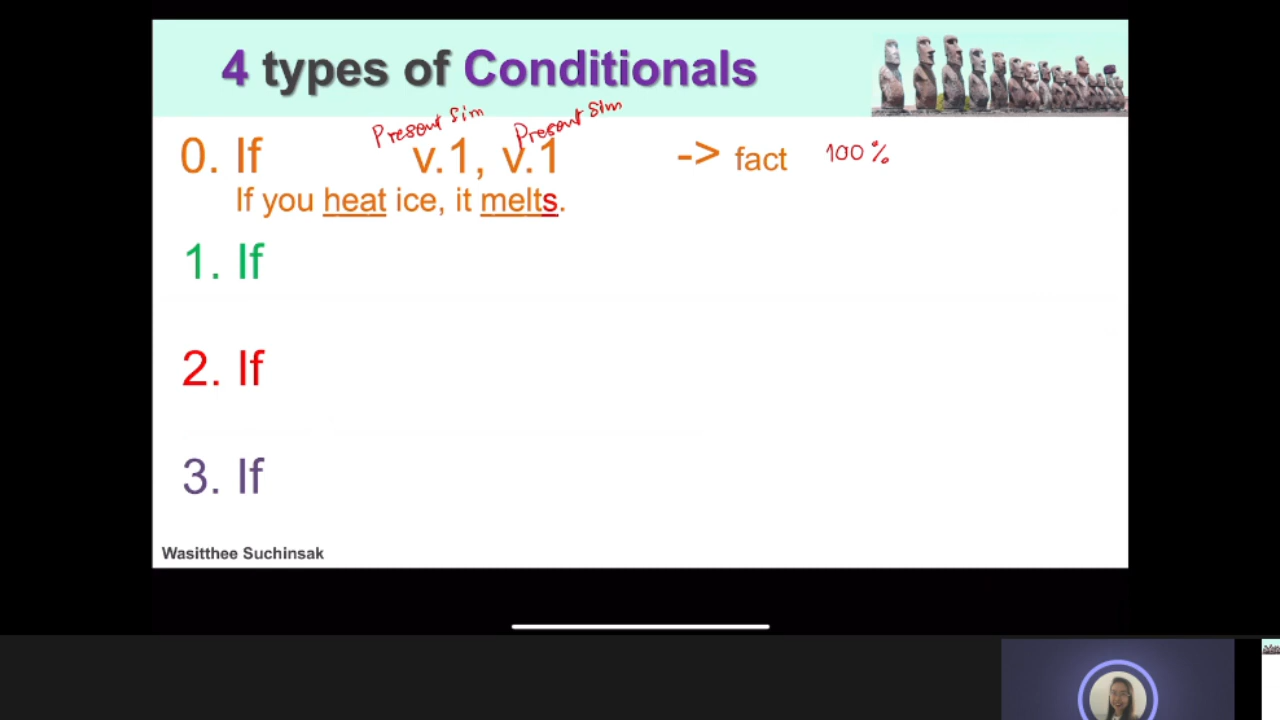 4 types of Conditionals
Present Sim Present Sim
0. If v.1, v.1 -> fact 100%
If you heat ice, it melts.
1. If
2. If
3. If
Wasitthee Suchinsak